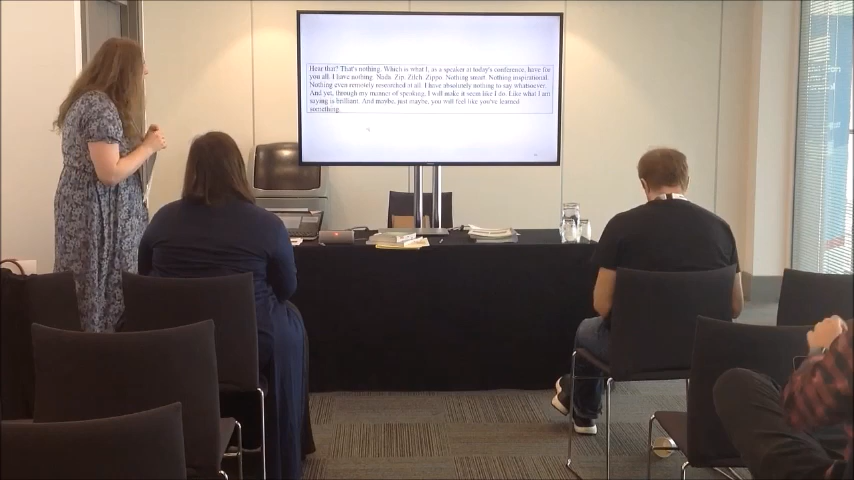 Hear that? That's nothing. Which is what I, as a speaker at today's conference, have for
you all. I have nothing. Nada. Zip. Zilch. Zippo. Nothing smart. Nothing inspirational.
Nothing even remotely researched at all. I have absolutely nothing to say whatsoever.
And yet, through my manner of speaking, I will make it seem like I do. Like what I am
saying is brilliant. And maybe, just maybe, you will feel like you've learned
something.